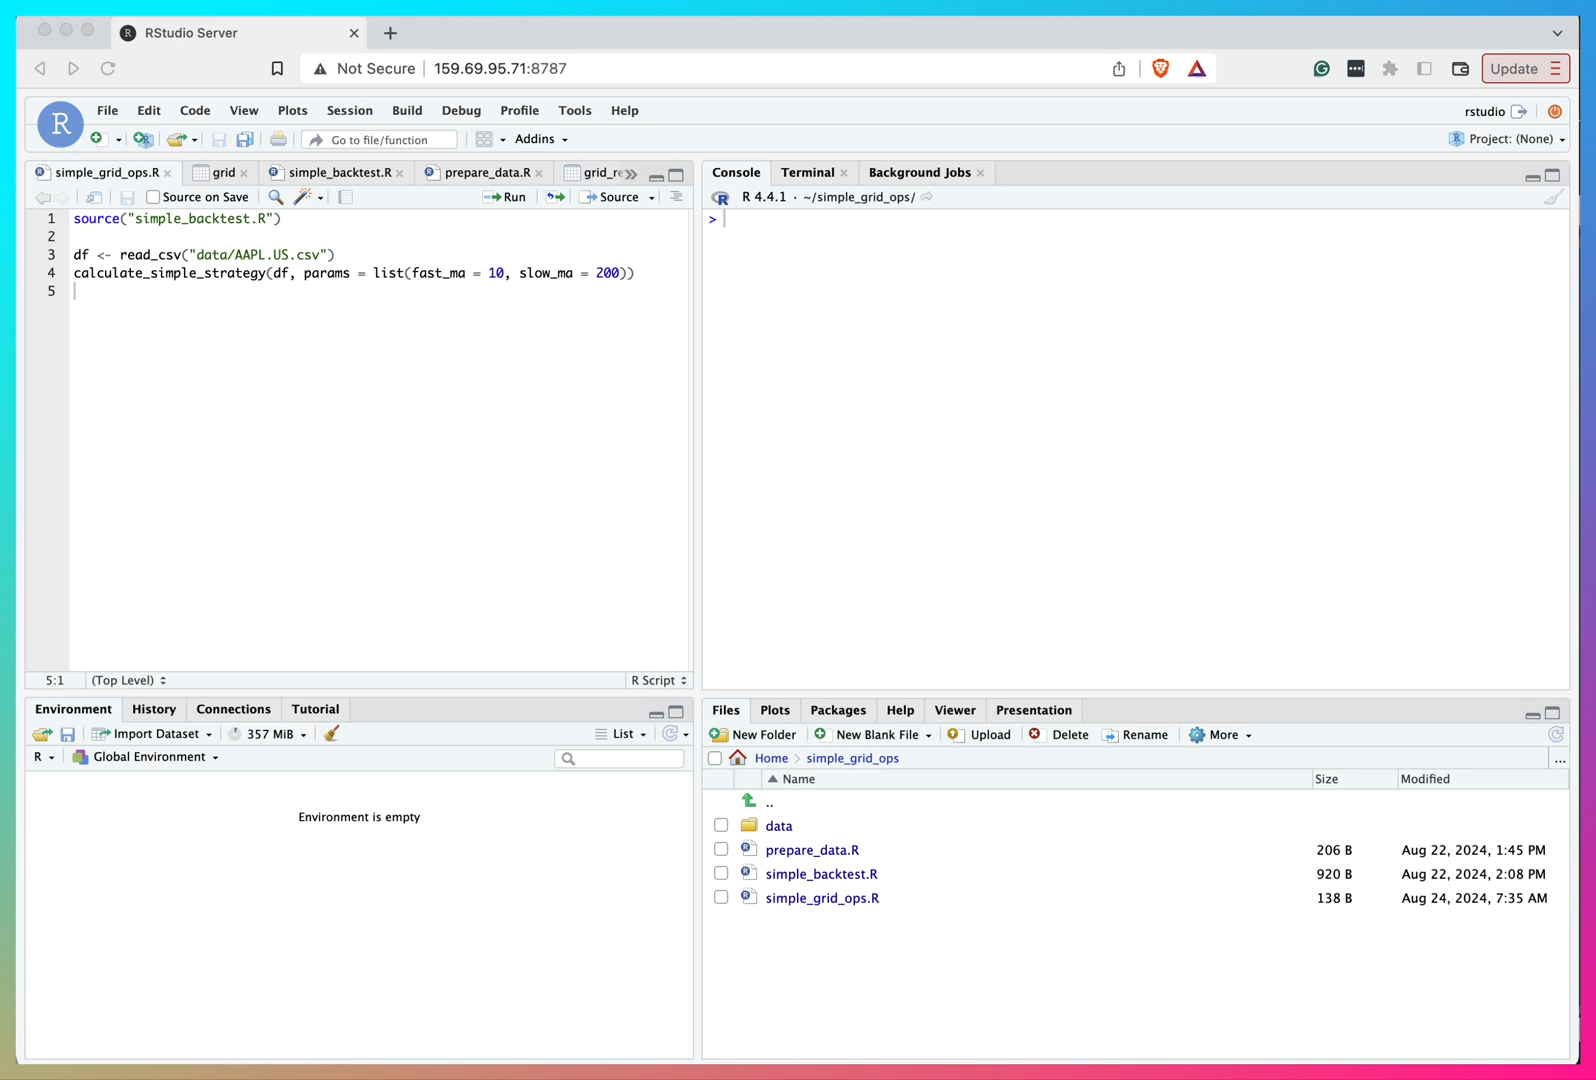 RStudio Server
Not Secure 159.69.95.71:8787
Update
R File Edit Code View Plots Session Build Debug Profile Tools Help rstudio
Go to file/function Addins Project: (None)
simple_grid_ops.R grid simple_backtest.R prepare_data.R grid_re
Source on Save Run Source
1 source("simple_backtest.R")
2
3 df <- read_csv("data/AAPL.US.csv")
4 calculate_simple_strategy(df, params = list(fast_ma = 10, slow_ma = 200))
5
5:1 (Top Level) R Script
Console Terminal Background Jobs
R 4.4.1 · ~/simple_grid_ops/
>
Environment History Connections Tutorial
Import Dataset 357 MiB List
R Global Environment
Environment is empty
Files Plots Packages Help Viewer Presentation
New Folder New Blank File Upload Delete Rename More
Home simple_grid_ops ...
Name Size Modified
..
data
prepare_data.R 206 B Aug 22, 2024, 1:45 PM
simple_backtest.R 920 B Aug 22, 2024, 2:08 PM
simple_grid_ops.R 138 B Aug 24, 2024, 7:35 AM